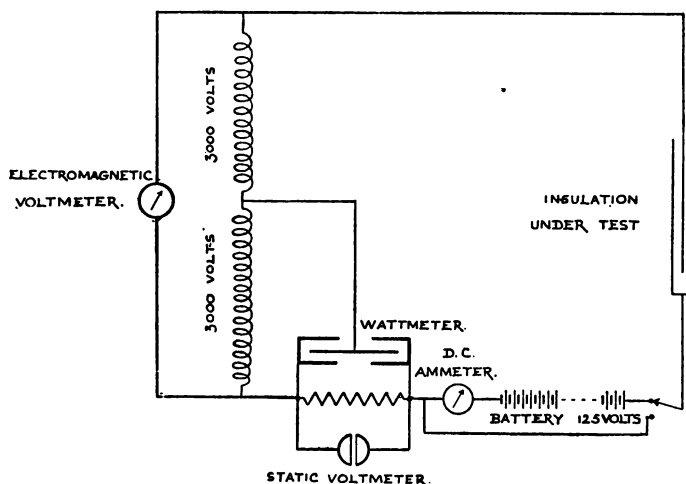 3000 VOLTS
ELECTROMAGNETIC
VOLTMETER.
3000 VOLTS
INSULATION
UNDER TEST
WATTMETER.
D.C.
AMMETER.
BATTERY 125 VOLTS
STATIC VOLTMETER.